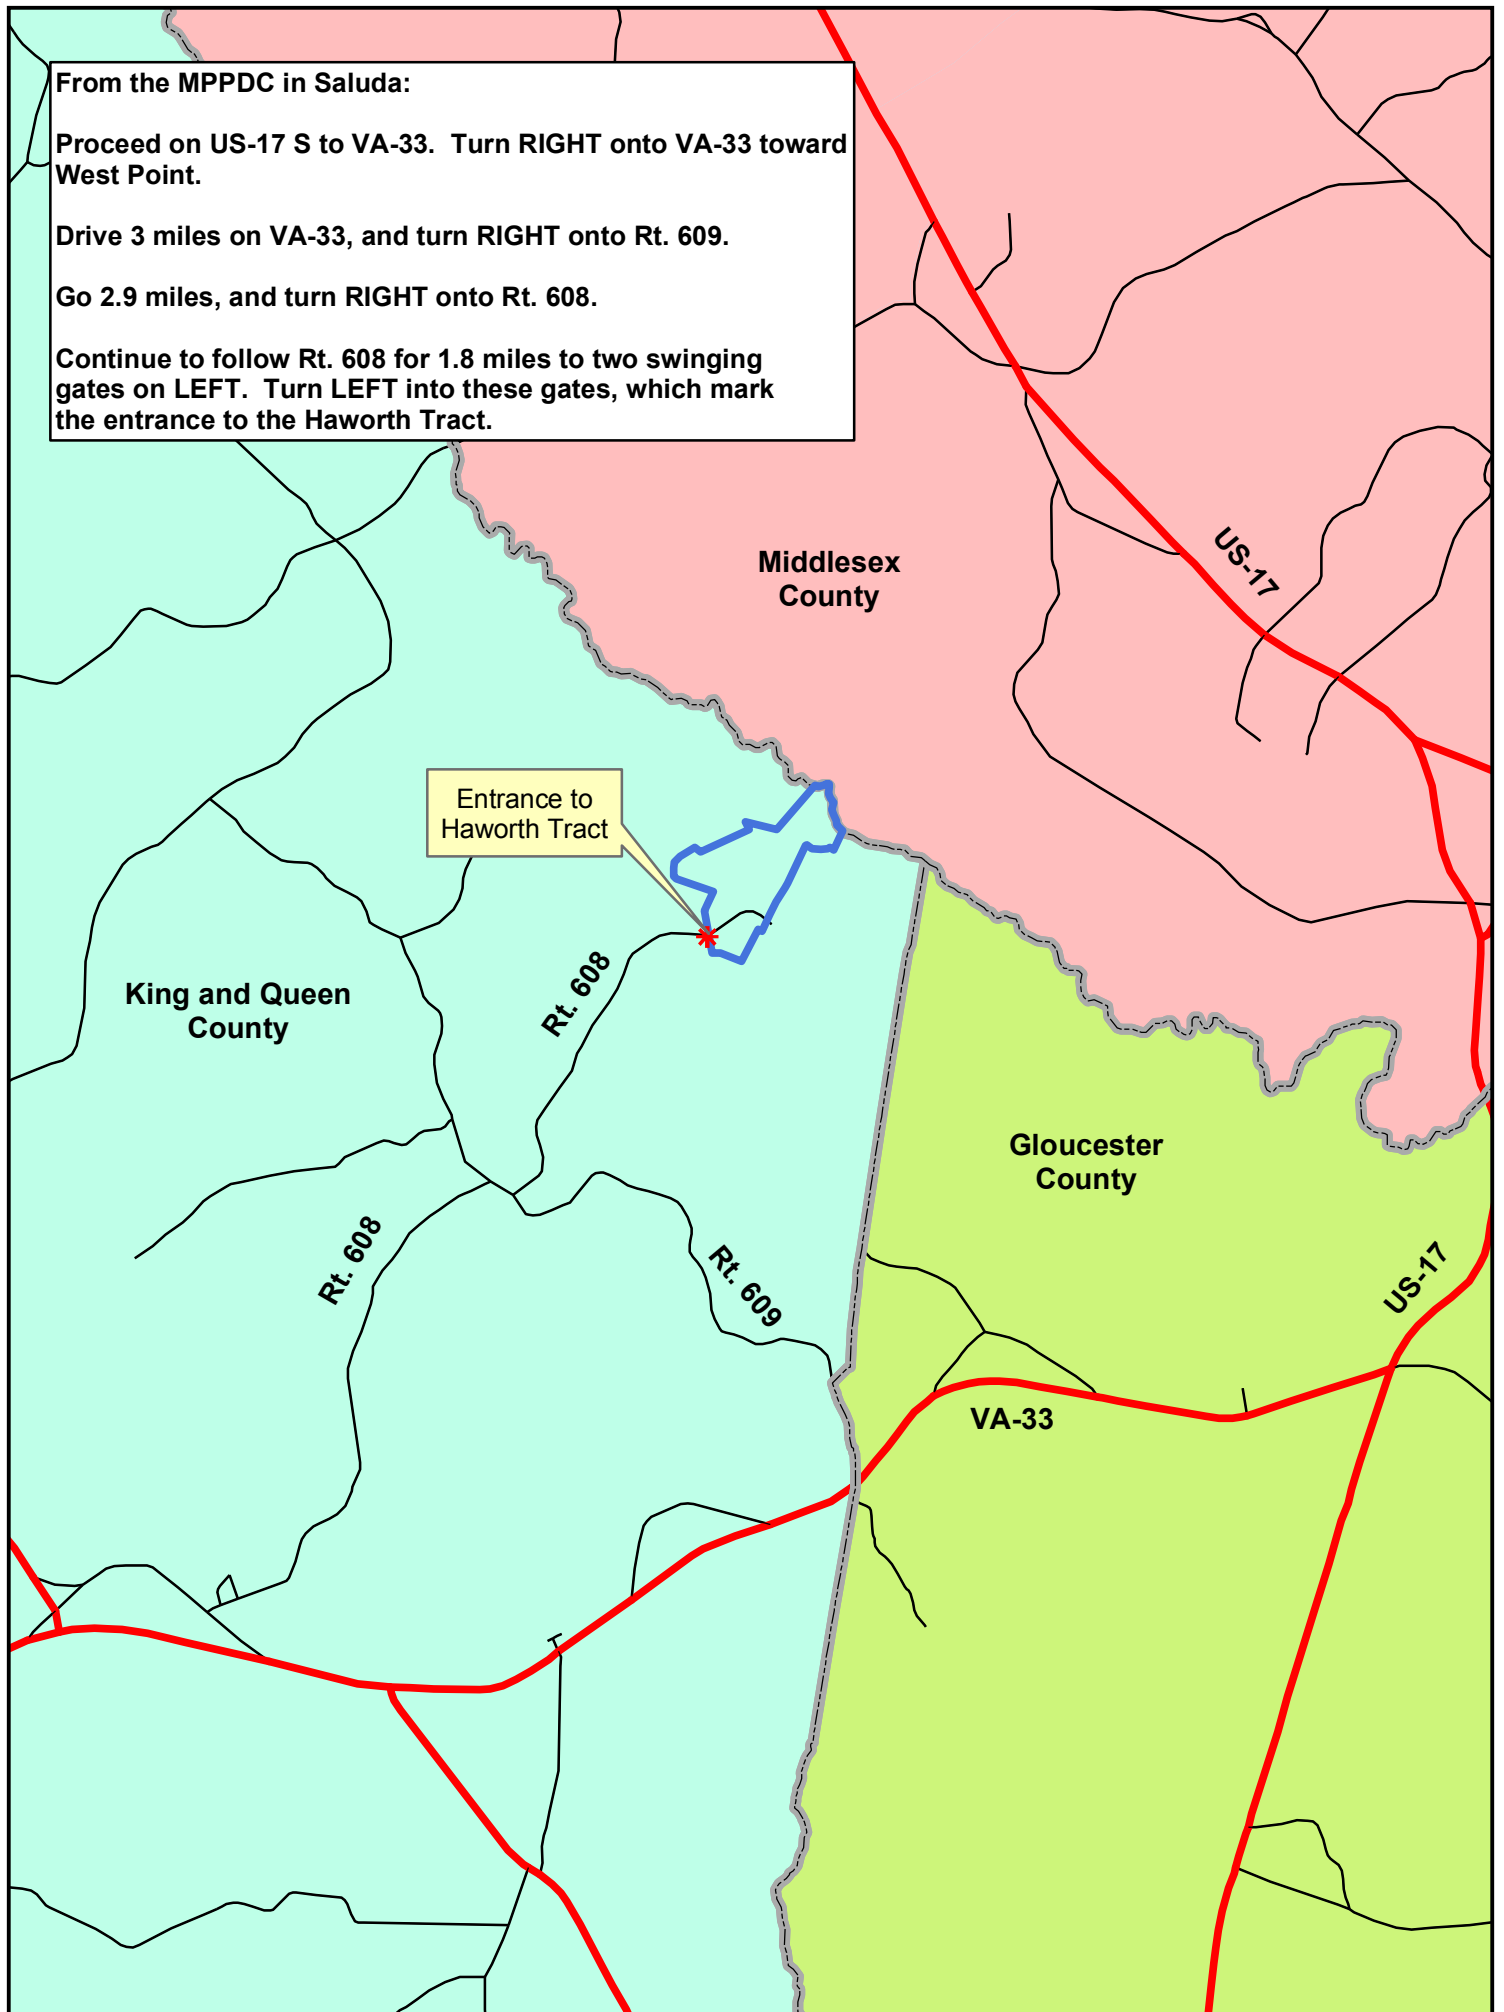 From the MPPDC in Saluda:
Proceed on US-17 S to VA-33. Turn RIGHT onto VA-33 toward
West Point.
Drive 3 miles on VA-33, and turn RIGHT onto Rt. 609.
Go 2.9 miles, and turn RIGHT onto Rt. 608.
Continue to follow Rt. 608 for 1.8 miles to two swinging
gates on LEFT. Turn LEFT into these gates, which mark
the entrance to the Haworth Tract.
Middlesex
County
US-17
Entrance to
Haworth Tract
King and Queen
County
Rt. 608
Gloucester
County
Rt. 608
Rt. 609
US-17
VA-33